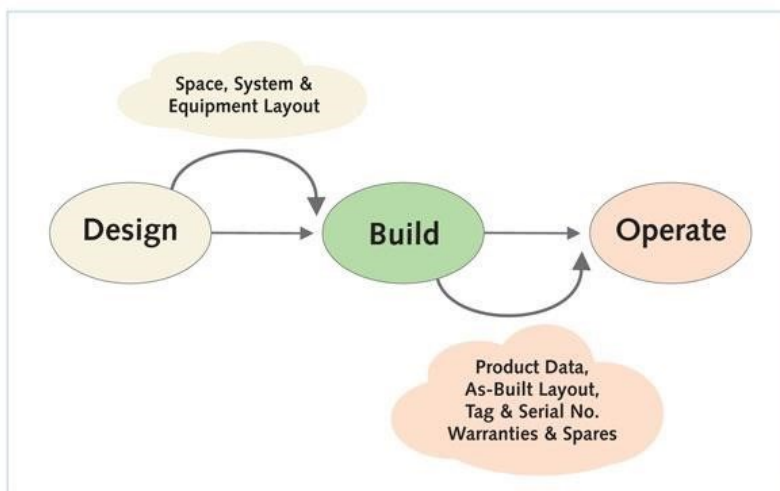 Space, System &
Equipment Layout
Design
Build
Operate
Product Data,
As-Built Layout,
Tag & Serial No.
Warranties & Spares